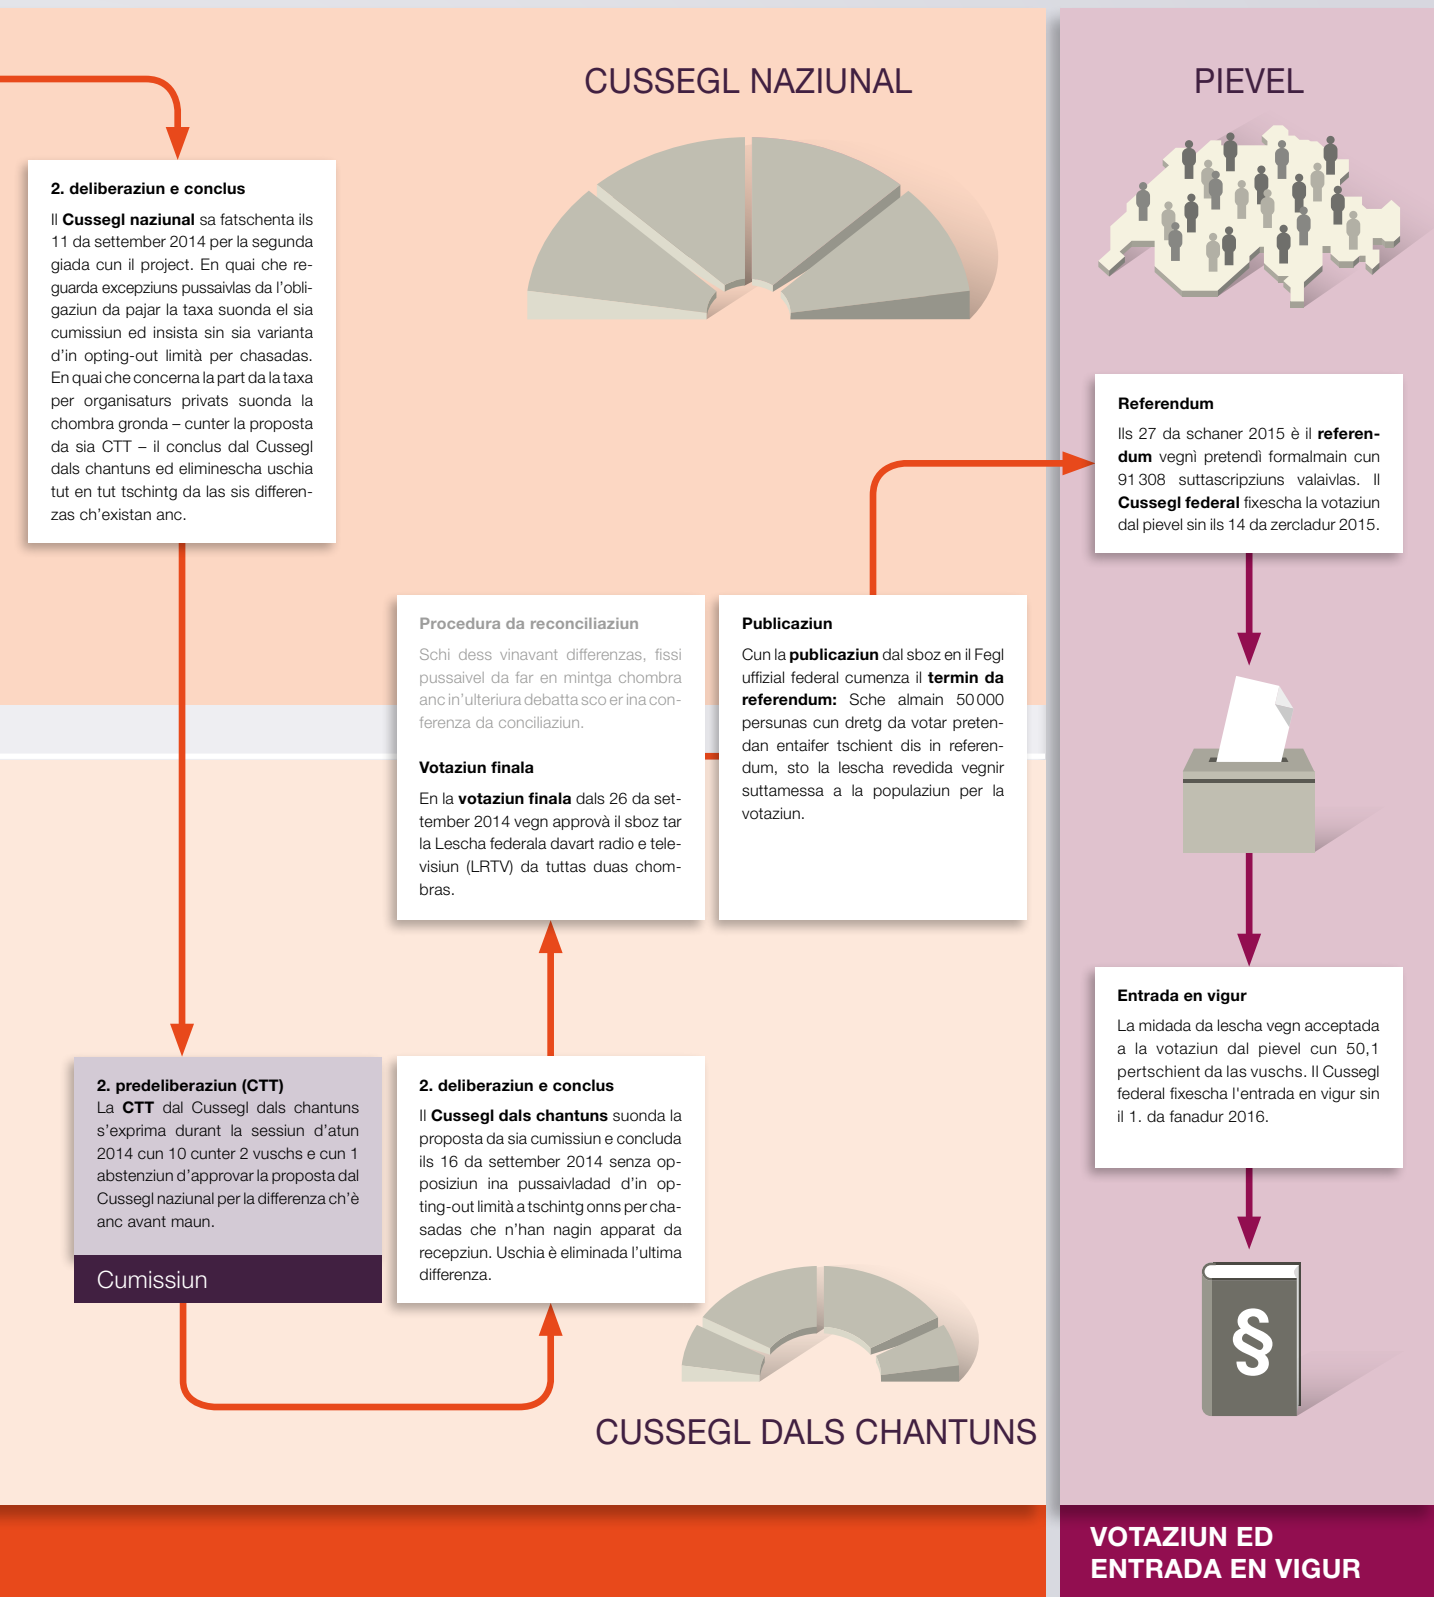 CUSSEGL NAZIUNAL
2. deliberaziun e conclus
Il Cussegl naziunal sa fatschenta ils
11 da settember 2014 per la segunda
giada cun il project. En quai che re-
guarda excepziuns pussaivlas da l'obli-
gaziun da pajar la taxa suonda el sia
cumissiun ed insista sin sia varianta
d'in opting-out limità per chasadas.
En quai che concerna la part da la taxa
per organisaturs privats suonda la
chombra gronda – cunter la proposta
da sia CTT – il conclus dal Cussegl
dals chantuns ed eliminescha uschia
tut en tut tschintg da las sis differen-
zas ch'existan anc.
2. predeliberaziun (CTT)
La CTT dal Cussegl dals chantuns
s'exprima durant la sessiun d'atun
2014 cun 10 cunter 2 vuschs e cun 1
abstenziun d'approvar la proposta dal
Cussegl naziunal per la differenza ch'è
anc avant maun.
Cumissiun
2. deliberaziun e conclus
Il Cussegl dals chantuns suonda la
proposta da sia cumissiun e concluda
ils 16 da settember 2014 senza op-
posiziun ina pussaivladad d'in op-
ting-out limità a tschintg onns per cha-
sadas che n'han nagin apparat da
recepziun. Uschia è eliminada l'ultima
differenza.
CUSSEGL DALS CHANTUNS
Procedura da reconciliaziun
Schi dess vinavant differenzas, fissi
pussaivel da far en mintga chombra
anc in'ulteriura debatta sco er ina con-
ferenza da conciliaziun.
Votaziun finala
En la votaziun finala dals 26 da set-
tember 2014 vegn approvà il sboz tar
la Lescha federala davart radio e tele-
visiun (LRTV) da tuttas duas chom-
bras.
Publicaziun
Cun la publicaziun dal sboz en il Fegl
uffizial federal cumenza il termin da
referendum: Sche almain 50 000
persunas cun dretg da votar preten-
dan entaifer tschient dis in referen-
dum, sto la lescha revedida vegnir
suttamessa a la populaziun per la
votaziun.
PIEVEL
Referendum
Ils 27 da schaner 2015 è il referen-
dum vegnì pretendì formalmain cun
91 308 suttascripziuns valaivlas. Il
Cussegl federal fixescha la votaziun
dal pievel sin ils 14 da zercladur 2015.
Entrada en vigur
La midada da lescha vegn acceptada
a la votaziun dal pievel cun 50,1
pertschient da las vuschs. Il Cussegl
federal fixescha l'entrada en vigur sin
il 1. da fanadur 2016.
§
VOTAZIUN ED
ENTRADA EN VIGUR